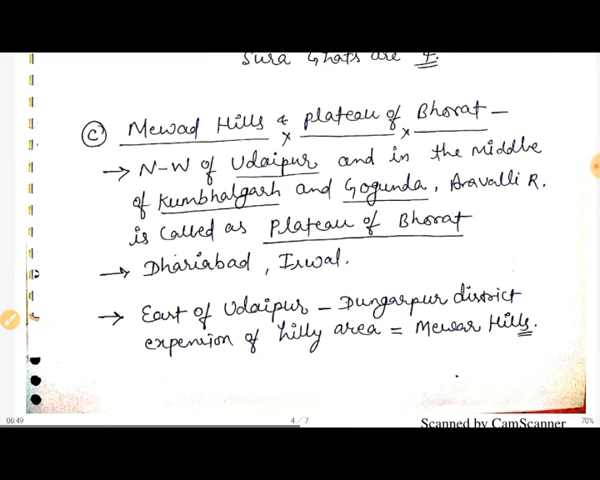 Sura Ghats are 4.
(C) Mewad Hills & plateau of Bhorat –
→ N-W of Udaipur and in the middle
of Kumbhalgarh and Gogunda, Aravalli R.
is called as Plateau of Bhorat
→ Dhariabad, Irwal.
→ East of Udaipur – Dungarpur district
expension of hilly area = Mewar Hills.
06:49
4 / 7
70%
Scanned by CamScanner